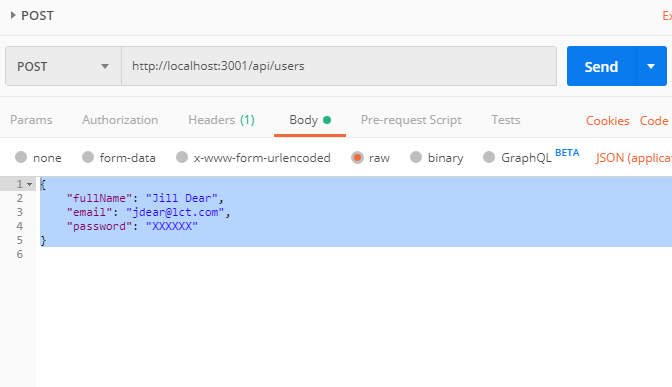 POST
Ex
POST http://localhost:3001/api/users Send
Params Authorization Headers (1) Body Pre-request Script Tests Cookies Code
none form-data x-www-form-urlencoded raw binary GraphQL BETA JSON (applica
1 {
2 "fullName": "Jill Dear",
3 "email": "jdear@lct.com",
4 "password": "XXXXXX"
5 }
6